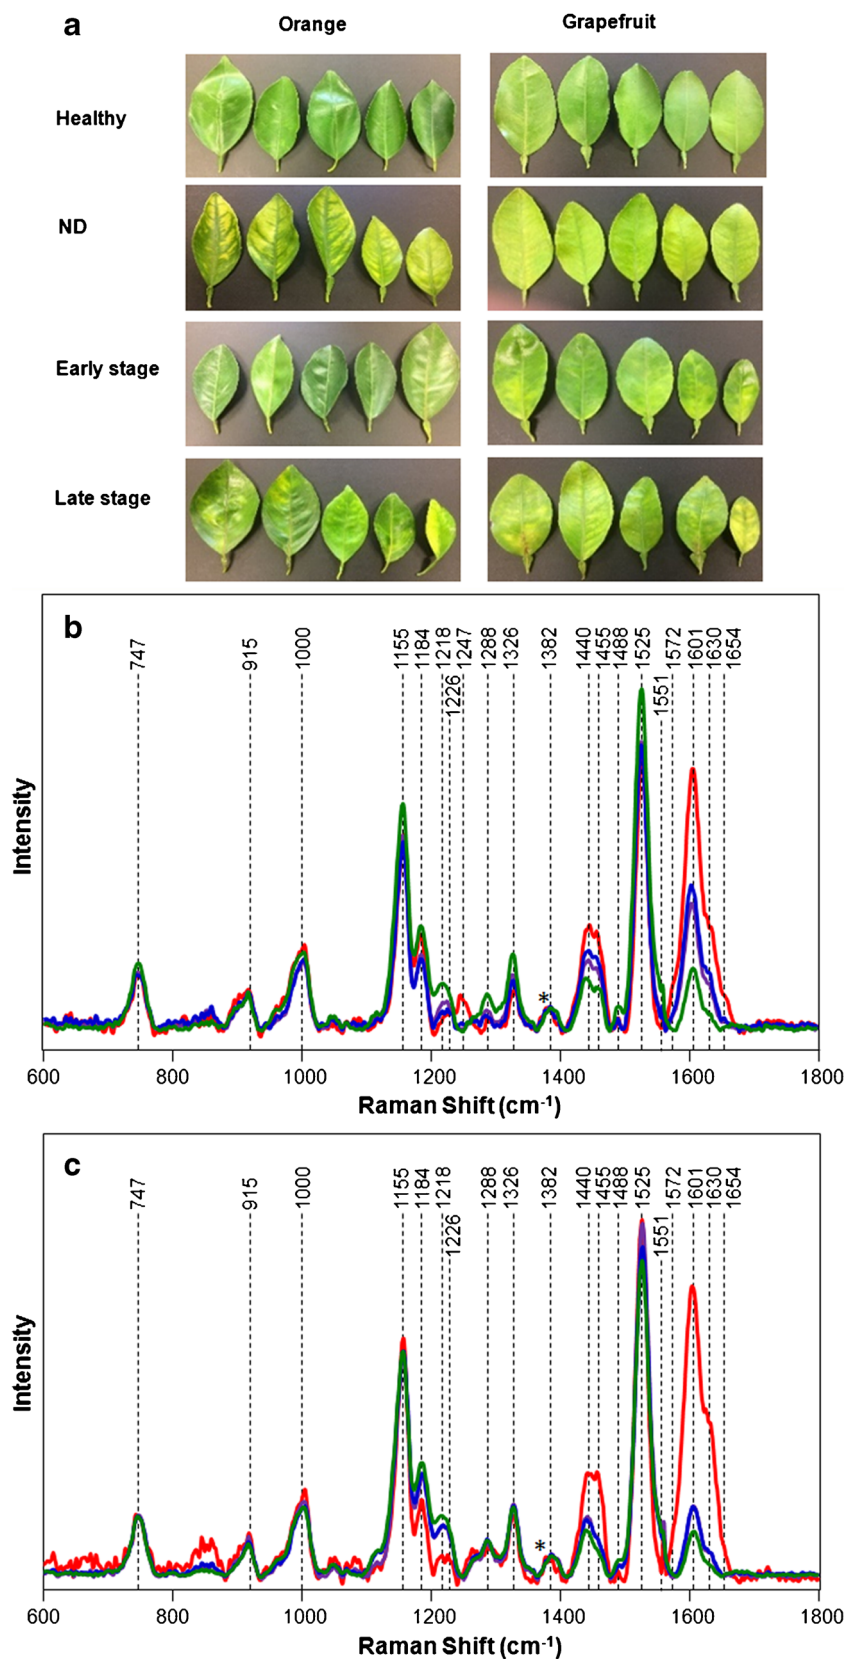 a
Orange
Grapefruit
Healthy
ND
Early stage
Late stage
b
747
915
1000
1155
1184
1218
1226
1247
1288
1326
1382
1440
1455
1488
1525
1551
1572
1601
1630
1654
*
Intensity
600 800 1000 1200 1400 1600 1800
Raman Shift (cm-1)
c
747
915
1000
1155
1184
1218
1226
1288
1326
1382
1440
1455
1488
1525
1551
1572
1601
1630
1654
*
Intensity
600 800 1000 1200 1400 1600 1800
Raman Shift (cm-1)